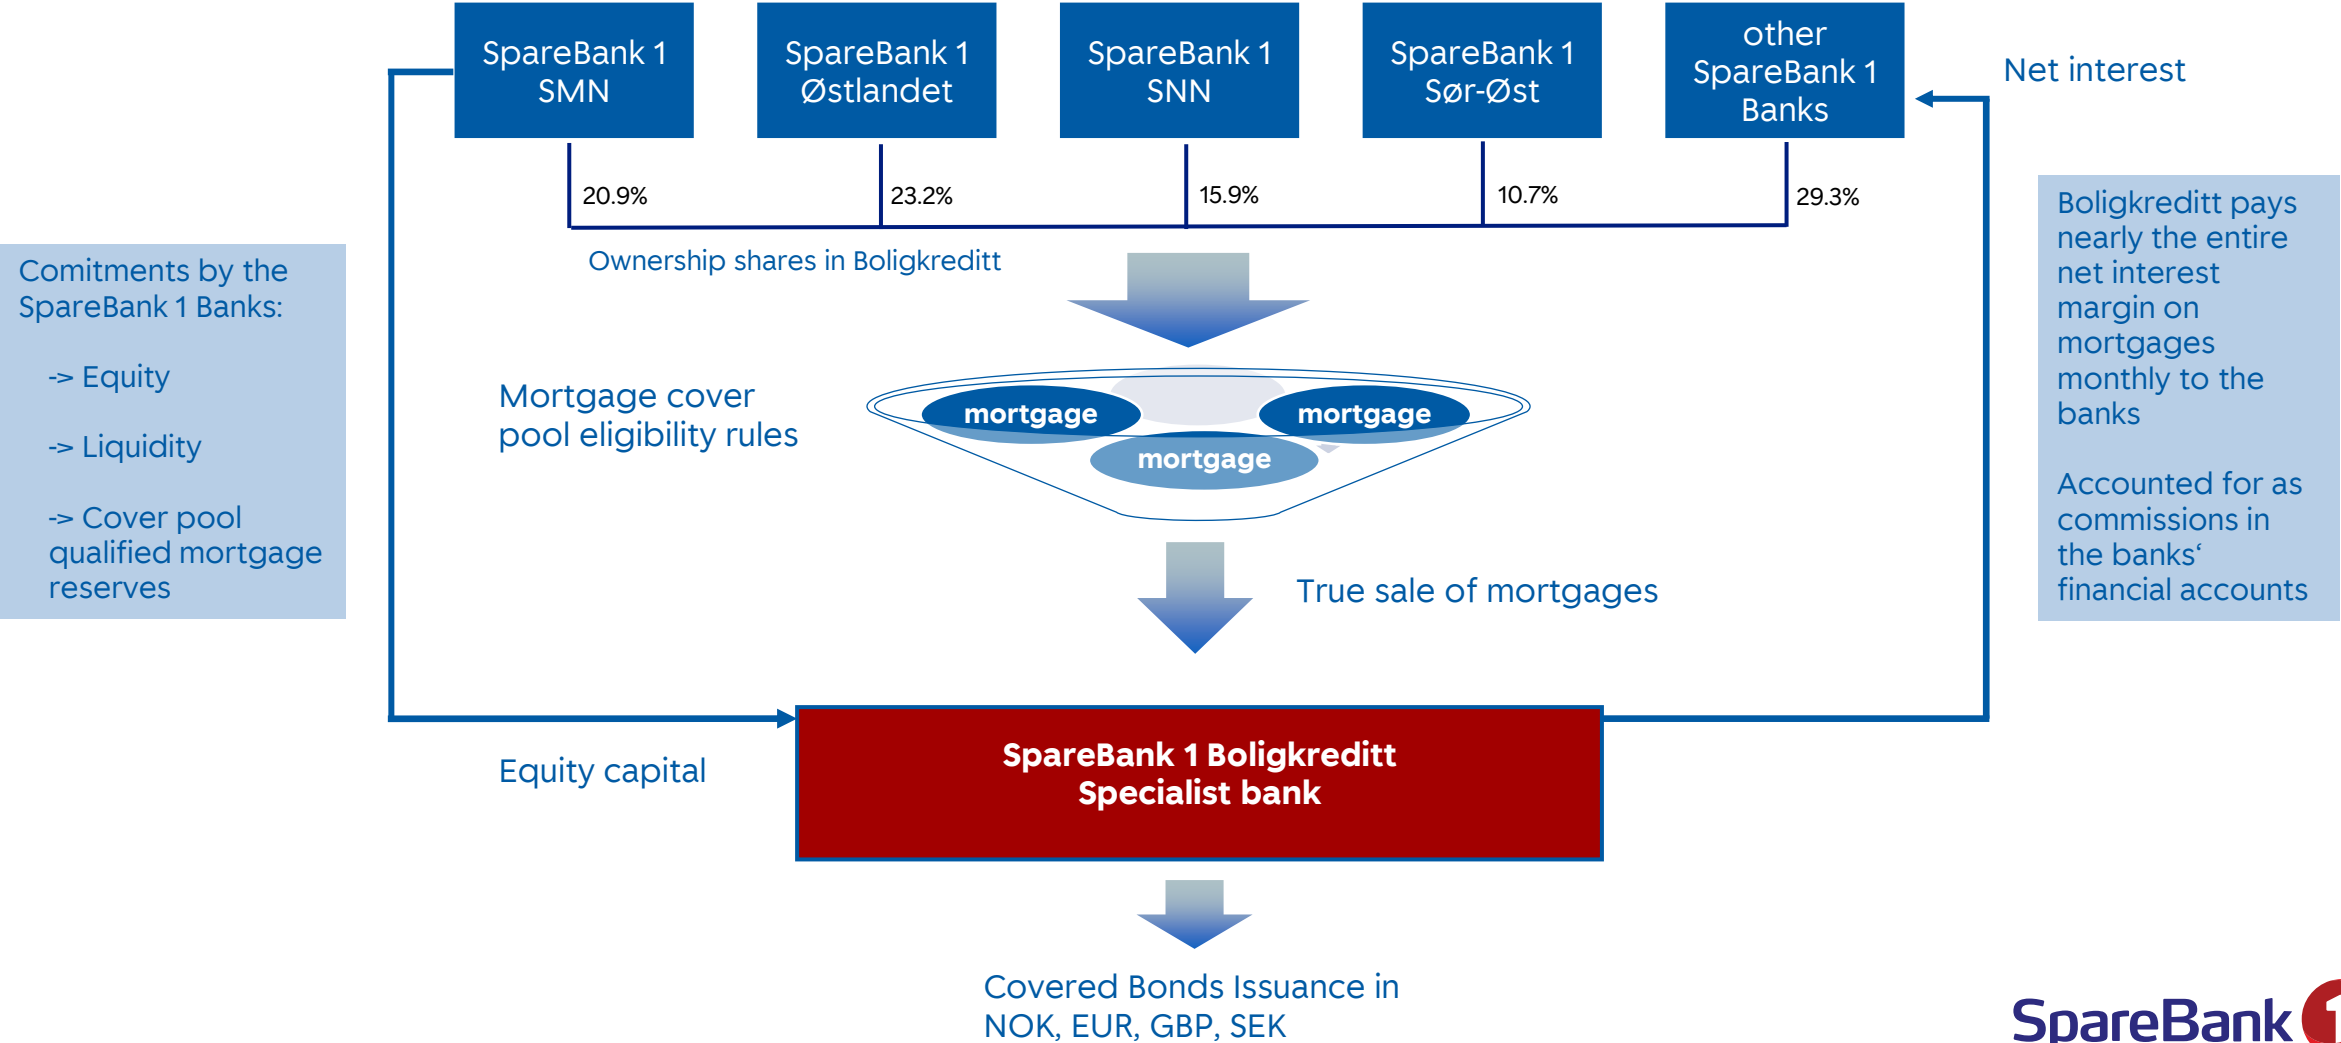 SpareBank 1
SMN
SpareBank 1
Østlandet
SpareBank 1
SNN
SpareBank 1
Sør-Øst
other
SpareBank 1
Banks
Net interest
20.9%
23.2%
15.9%
10.7%
29.3%
Ownership shares in Boligkreditt
Comitments by the
SpareBank 1 Banks:
-> Equity
-> Liquidity
-> Cover pool
qualified mortgage
reserves
Boligkreditt pays
nearly the entire
net interest
margin on
mortgages
monthly to the
banks
Accounted for as
commissions in
the banks‘
financial accounts
Mortgage cover
pool eligibility rules
mortgage
mortgage
mortgage
True sale of mortgages
Equity capital
SpareBank 1 Boligkreditt
Specialist bank
Covered Bonds Issuance in
NOK, EUR, GBP, SEK
SpareBank 1